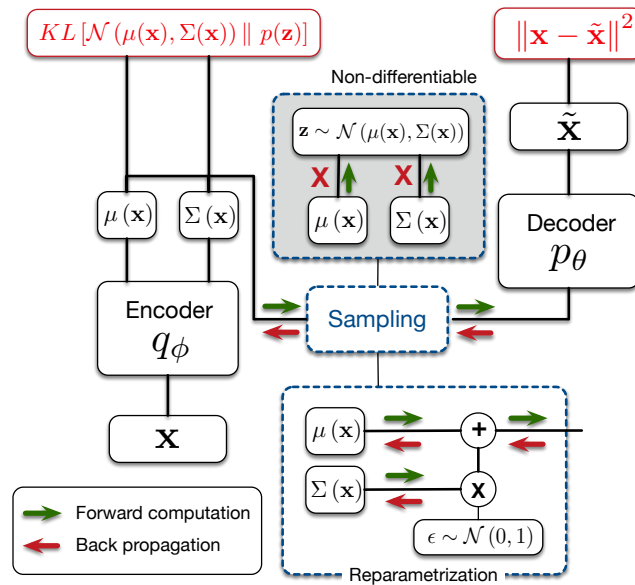 KL [𝒩(μ(𝐱), Σ(𝐱)) ∥ p(𝐳)]
‖𝐱 − 𝐱̃‖²
Non-differentiable
𝐳 ∼ 𝒩(μ(𝐱), Σ(𝐱))
X X
μ(𝐱) Σ(𝐱)
𝐱̃
μ(𝐱) Σ(𝐱)
Decoder
p_θ
Encoder
q_ϕ
Sampling
𝐱
μ(𝐱) +
Σ(𝐱) X
ϵ ∼ 𝒩(0, 1)
Reparametrization
Forward computation
Back propagation